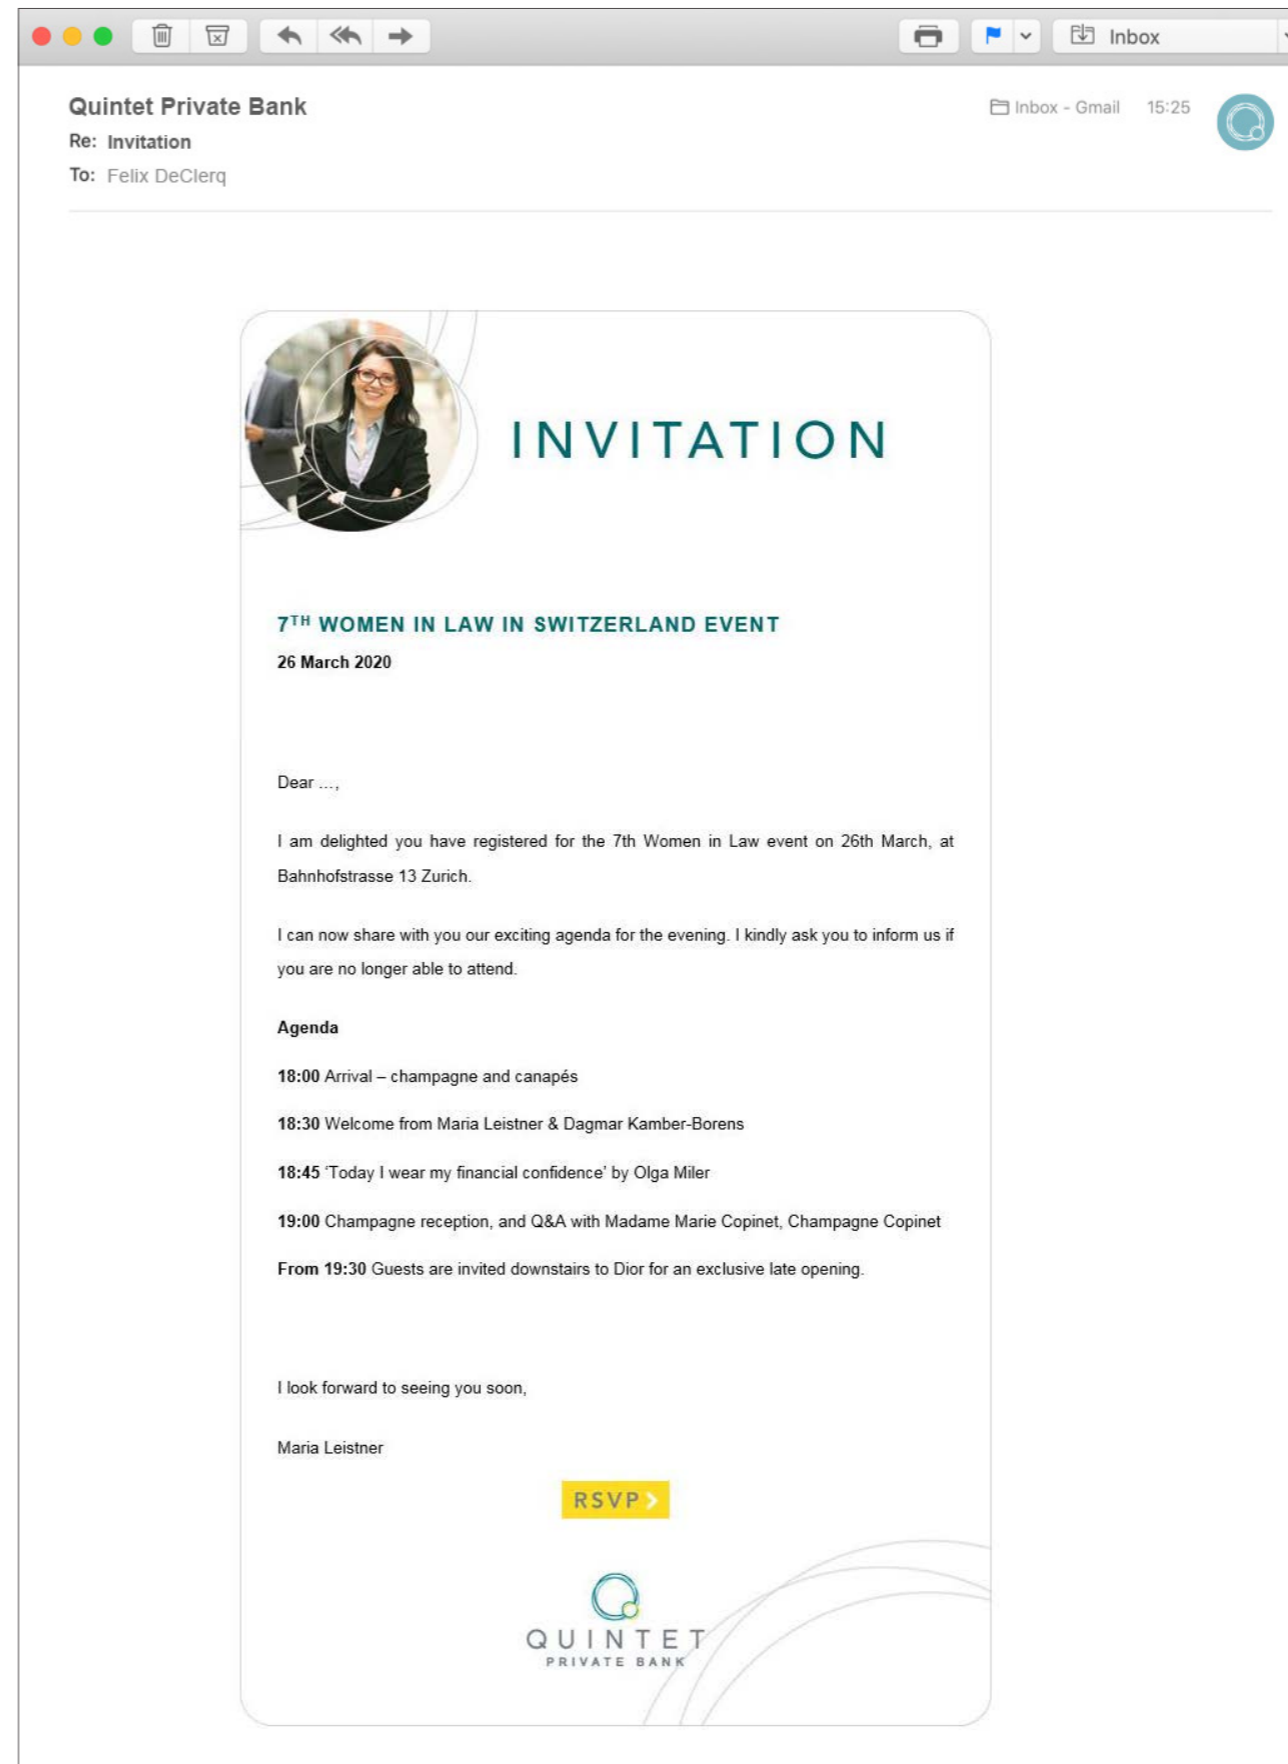 Inbox
Quintet Private Bank
Inbox - Gmail 15:25
Re: Invitation
To: Felix DeClerq
INVITATION
7TH WOMEN IN LAW IN SWITZERLAND EVENT
26 March 2020
Dear ...,
I am delighted you have registered for the 7th Women in Law event on 26th March, at
Bahnhofstrasse 13 Zurich.
I can now share with you our exciting agenda for the evening. I kindly ask you to inform us if
you are no longer able to attend.
Agenda
18:00 Arrival – champagne and canapés
18:30 Welcome from Maria Leistner & Dagmar Kamber-Borens
18:45 ‘Today I wear my financial confidence’ by Olga Miler
19:00 Champagne reception, and Q&A with Madame Marie Copinet, Champagne Copinet
From 19:30 Guests are invited downstairs to Dior for an exclusive late opening.
I look forward to seeing you soon,
Maria Leistner
RSVP
QUINTET
PRIVATE BANK